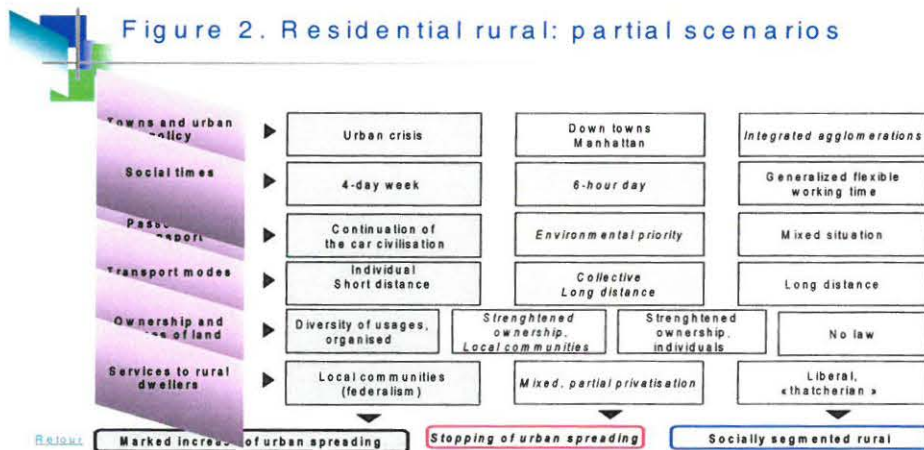 Figure 2. Residential rural: partial scenarios
Towns and urban
policy
Urban crisis
Down towns
Manhattan
Integrated agglomerations
Social times
4-day week
6-hour day
Generalized flexible
working time
Continuation of
the car civilisation
Environmental priority
Mixed situation
Transport modes
Individual
Short distance
Collective
Long distance
Long distance
Ownership and
of land
Diversity of usages,
organised
Strenghtened
ownership,
Local communities
Strenghtened
ownership,
individuals
No law
Services to rural
dwellers
Local communities
(federalism)
Mixed, partial privatisation
Liberal,
«thatcherian »
Retour
Marked increase of urban spreading
Stopping of urban spreading
Socially segmented rural